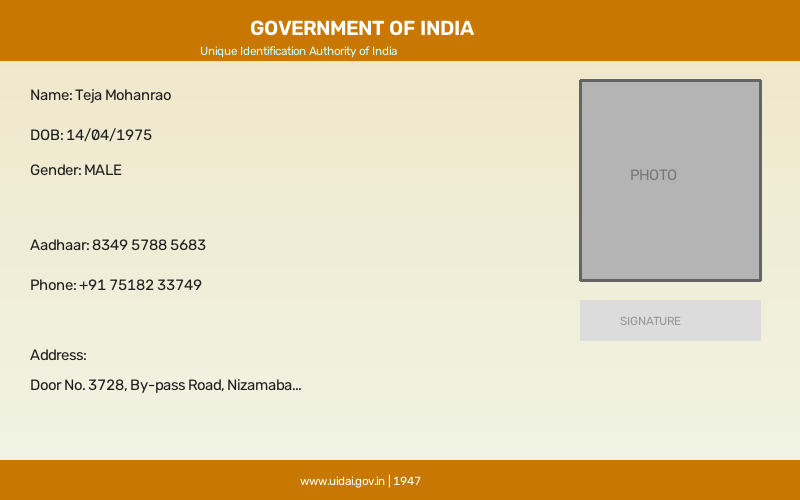 GOVERNMENT OF INDIA
Unique Identification Authority of India
Name: Teja Mohanrao
DOB: 14/04/1975
Gender: MALE
PHOTO
Aadhaar: 8349 5788 5683
Phone: +91 75182 33749
SIGNATURE
Address:
Door No. 3728, By-pass Road, Nizamaba...
www.uidai.gov.in | 1947